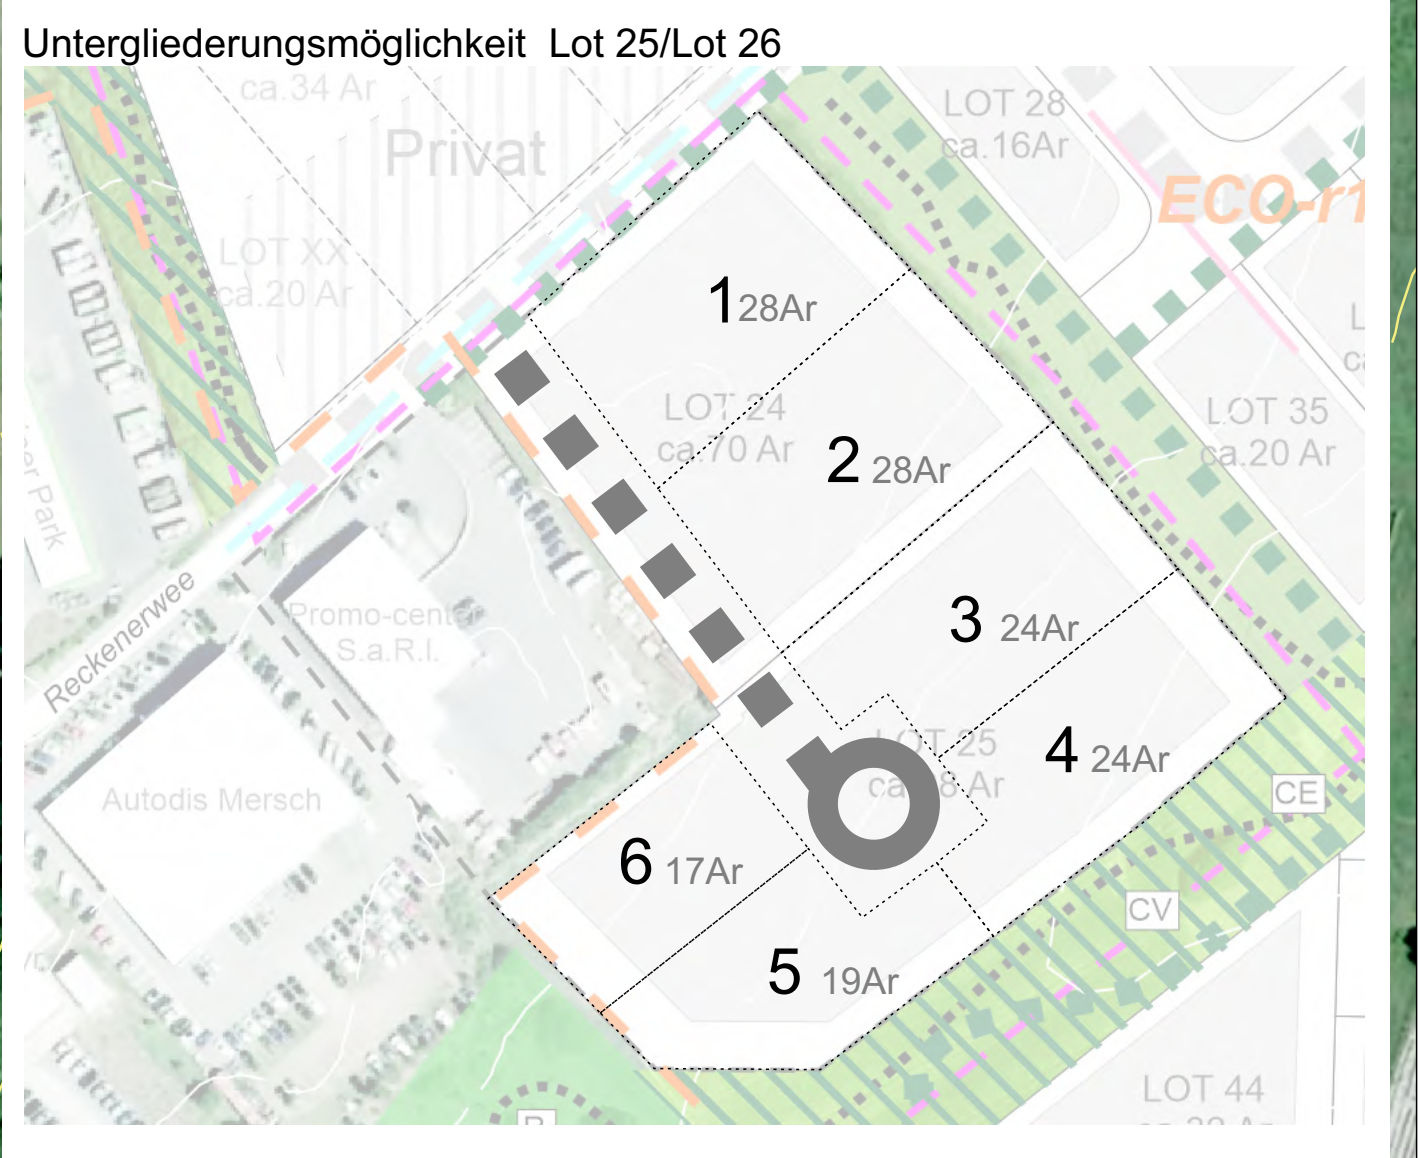 Untergliederungsmöglichkeit Lot 25/Lot 26
ca.34 Ar
Privat
LOT 28
ca.16Ar
ECO-r1
LOT XX
ca.20 Ar
1 28Ar
LOT 24
ca.70 Ar
2 28Ar
LOT 35
ca.20 Ar
Park
Reckenerwee
Promo-center
S.a.R.l.
3 24Ar
LOT 25
4 24Ar
Autodis Mersch
CE
6 17Ar
CV
5 19Ar
LOT 44